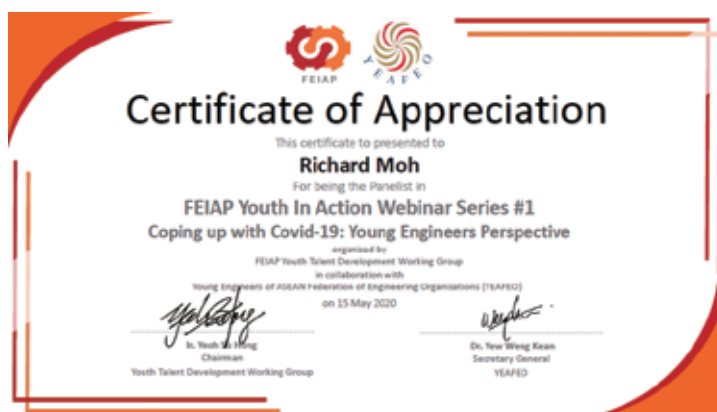 FEIAP
YEAFEO
Certificate of Appreciation
This certificate to presented to
Richard Moh
For being the Panelist in
FEIAP Youth In Action Webinar Series #1
Coping up with Covid-19: Young Engineers Perspective
organized by
FEIAP Youth Talent Development Working Group
in collaboration with
Young Engineers of ASEAN Federation of Engineering Organisations (YEAFEO)
on 15 May 2020
Ir. Yeoh Hong
Chairman
Youth Talent Development Working Group
Dr. Yew Weng Kean
Secretary General
YEAFEO